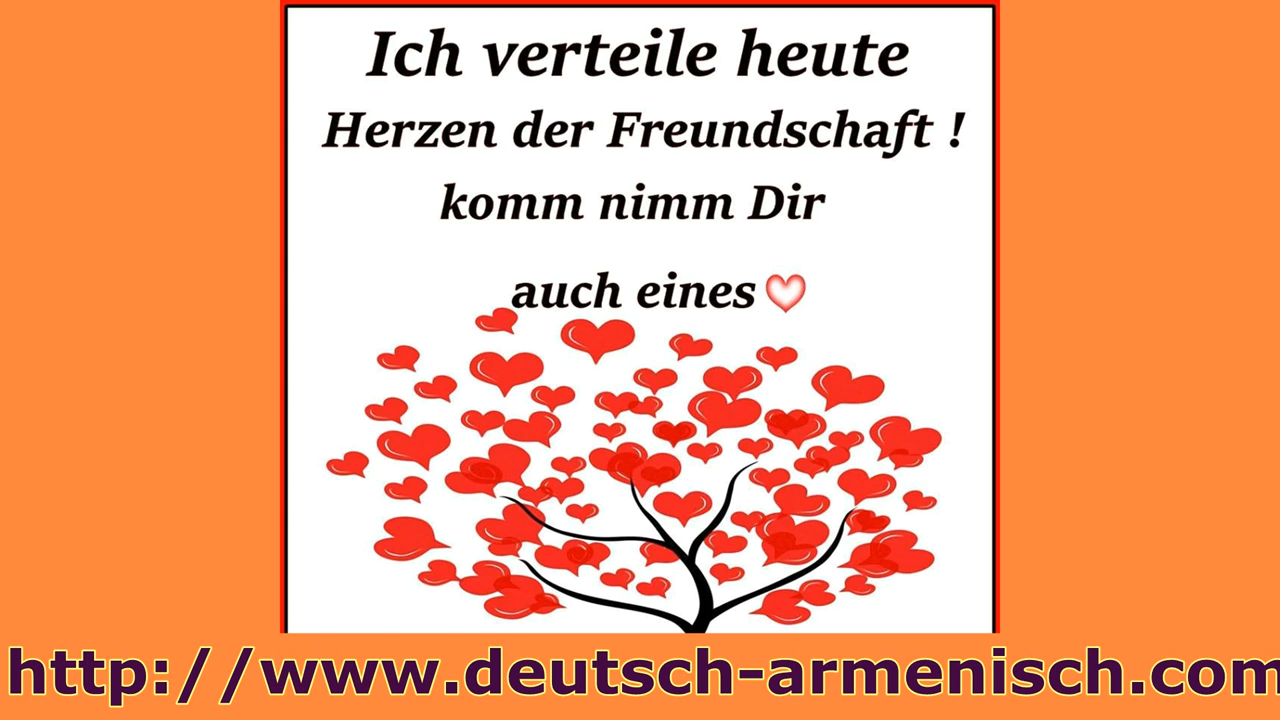 Ich verteile heute
Herzen der Freundschaft !
komm nimm Dir
auch eines
http://www.deutsch-armenisch.com